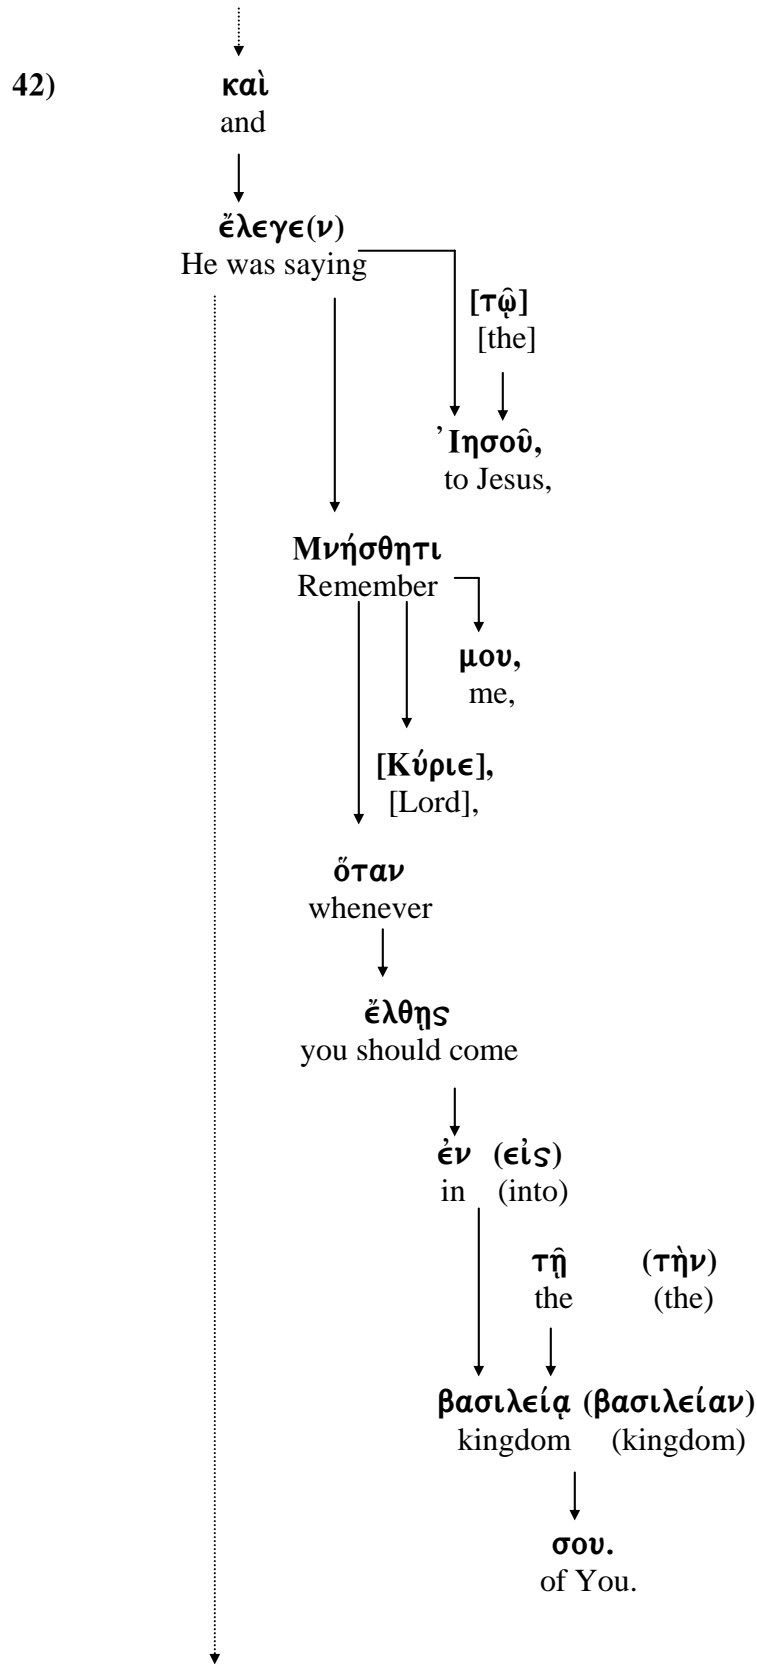 42) καὶ
and
ἔλεγε(ν)
He was saying
[τῷ]
[the]
Ἰησοῦ,
to Jesus,
Μνήσθητι
Remember
μου,
me,
[Κύριε],
[Lord],
ὅταν
whenever
ἔλθῃς
you should come
ἐν (εἰς)
in (into)
τῇ (τὴν)
the (the)
βασιλείᾳ (βασιλείαν)
kingdom (kingdom)
σου.
of You.